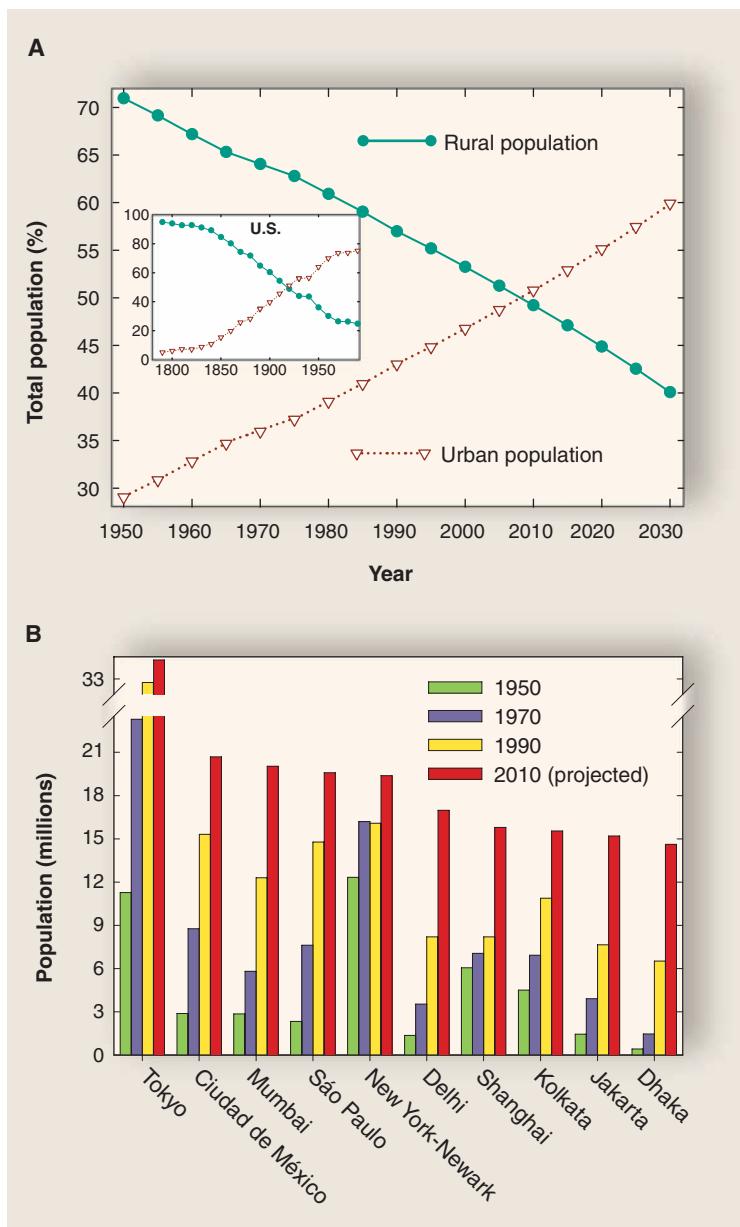 A
70
65
60
55
50
45
40
35
30
Total population (%)
Rural population
Urban population
U.S.
100
80
60
40
20
0
1800 1850 1900 1950
1950 1960 1970 1980 1990 2000 2010 2020 2030
Year
B
33
21
18
15
12
9
6
3
0
Population (millions)
1950
1970
1990
2010 (projected)
Tokyo
Ciudad de México
Mumbai
Sáo Paulo
New York-Newark
Delhi
Shanghai
Kolkata
Jakarta
Dhaka